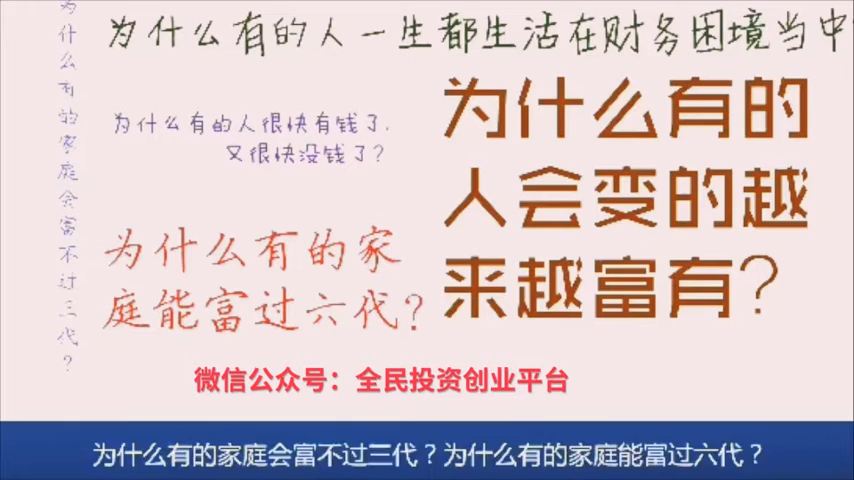 为什么有的家庭会富不过三代？
为什么有的人一生都生活在财务困境当中
为什么有的人很快有钱了，
又很快没钱了？
为什么有的
人会变的越
来越富有？
为什么有的家
庭能富过六代？
微信公众号：全民投资创业平台
为什么有的家庭会富不过三代？为什么有的家庭能富过六代？